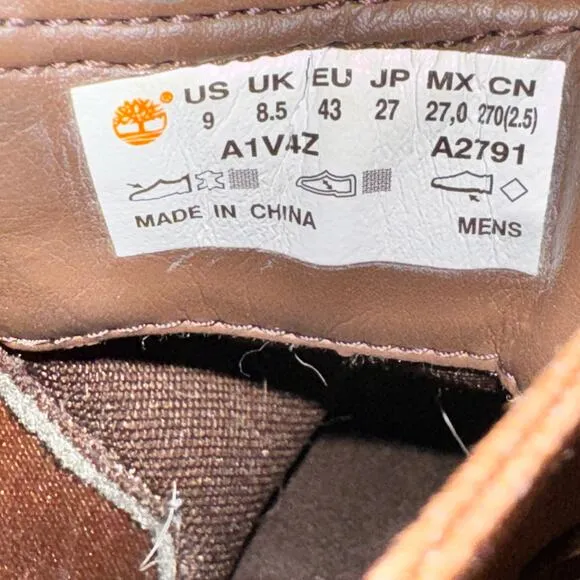 ® US UK EU JP MX CN
9 8.5 43 27 27,0 270(2.5)
A1V4Z A2791
MADE IN CHINA MENS